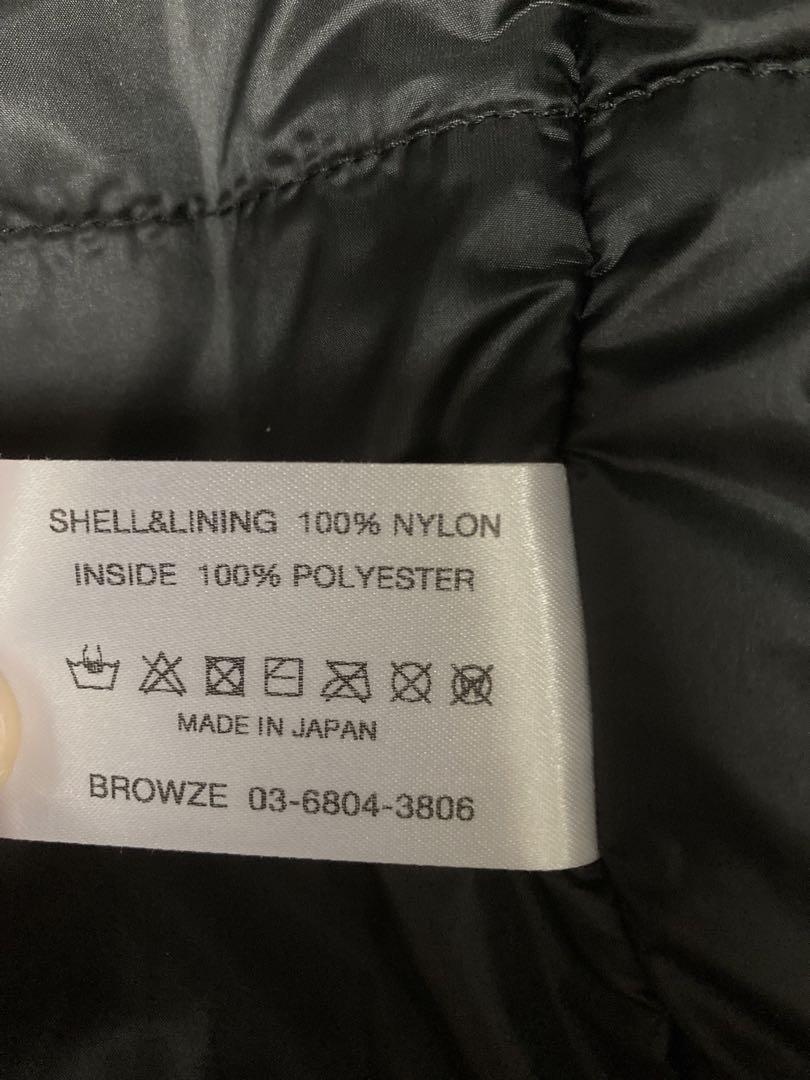 SHELL&LINING 100% NYLON
INSIDE 100% POLYESTER
MADE IN JAPAN
BROWZE 03-6804-3806